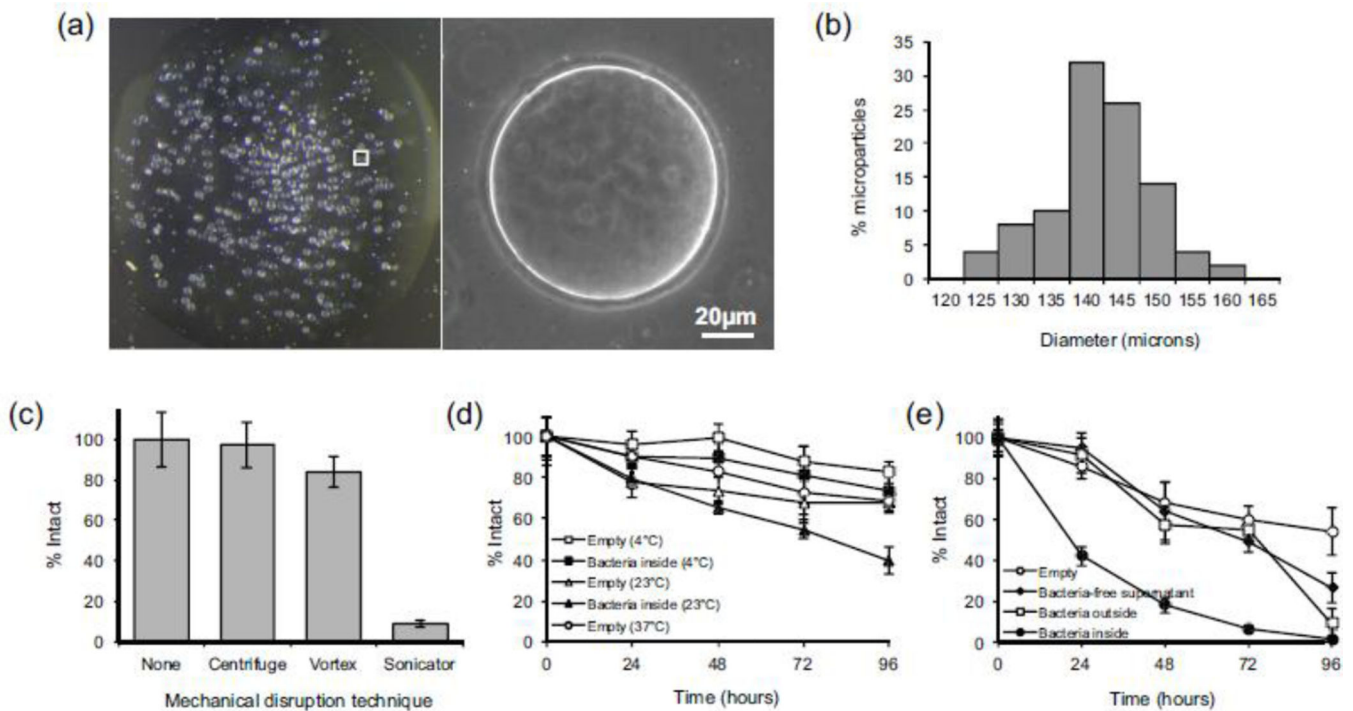 (a)
20µm
(b)
35
30
25
20
15
10
5
0
% microparticles
120 125 130 135 140 145 150 155 160 165
Diameter (microns)
(c)
100
80
60
40
20
0
% Intact
None Centrifuge Vortex Sonicator
Mechanical disruption technique
(d)
100
80
60
40
20
0
% Intact
Empty (4°C)
Bacteria inside (4°C)
Empty (23°C)
Bacteria inside (23°C)
Empty (37°C)
0 24 48 72 96
Time (hours)
(e)
100
80
60
40
20
0
% Intact
Empty
Bacteria-free supernatant
Bacteria outside
Bacteria inside
0 24 48 72 96
Time (hours)